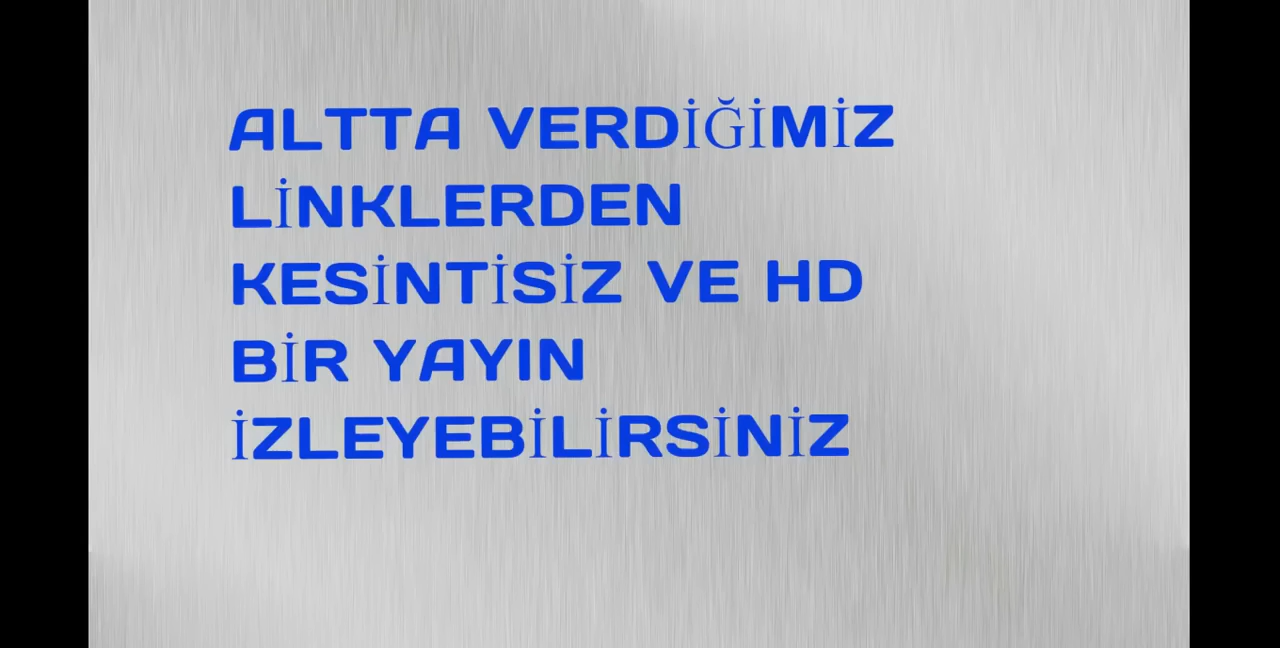 ALTTA VERDİĞİMİZ
LİNKLERDEN
KESİNTİSİZ VE HD
BİR YAYIN
İZLEYEBİLİRSİNİZ